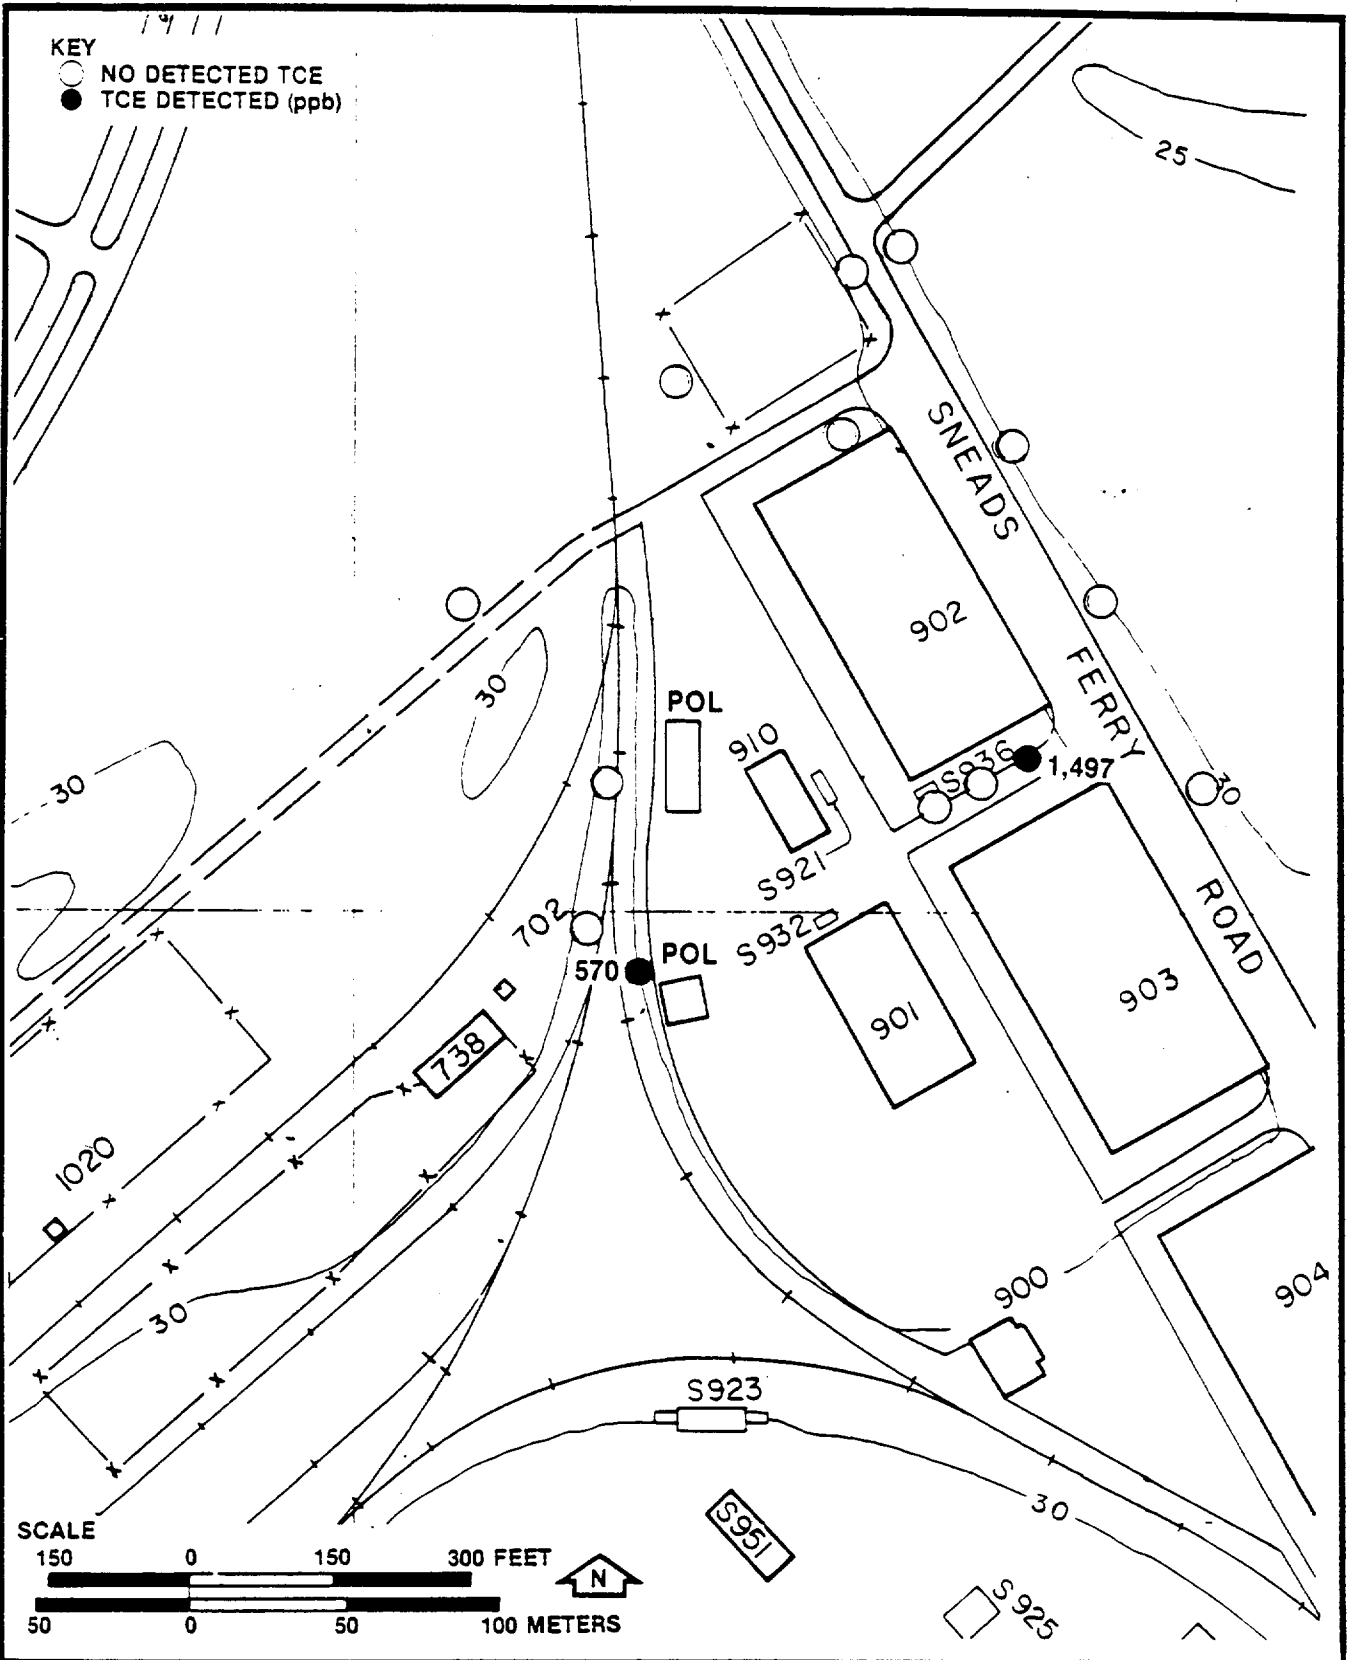 KEY
NO DETECTED TCE
TCE DETECTED (ppb)
25
SNEADS
FERRY
ROAD
902
30
POL
910
S936
1,497
30
30
S921
702
S932
POL
570
903
901
738
1020
900
904
30
S923
30
S951
S925
SCALE
150 0 150 300 FEET
N
50 0 50 100 METERS